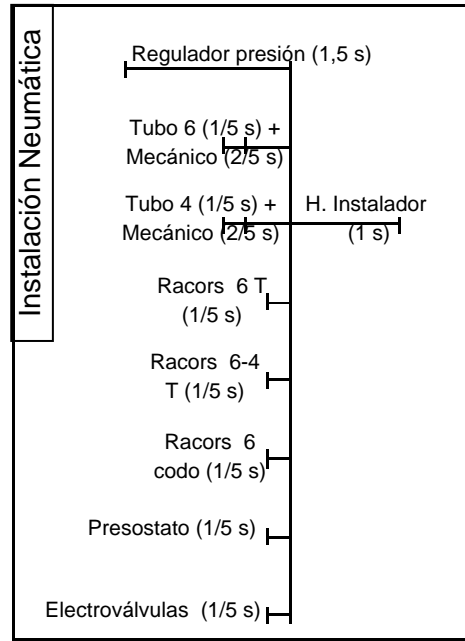 Instalación Neumática
Regulador presión (1,5 s)
Tubo 6 (1/5 s) +
Mecánico (2/5 s)
Tubo 4 (1/5 s) +
Mecánico (2/5 s)
H. Instalador
(1 s)
Racors 6 T
(1/5 s)
Racors 6-4
T (1/5 s)
Racors 6
codo (1/5 s)
Presostato (1/5 s)
Electroválvulas (1/5 s)